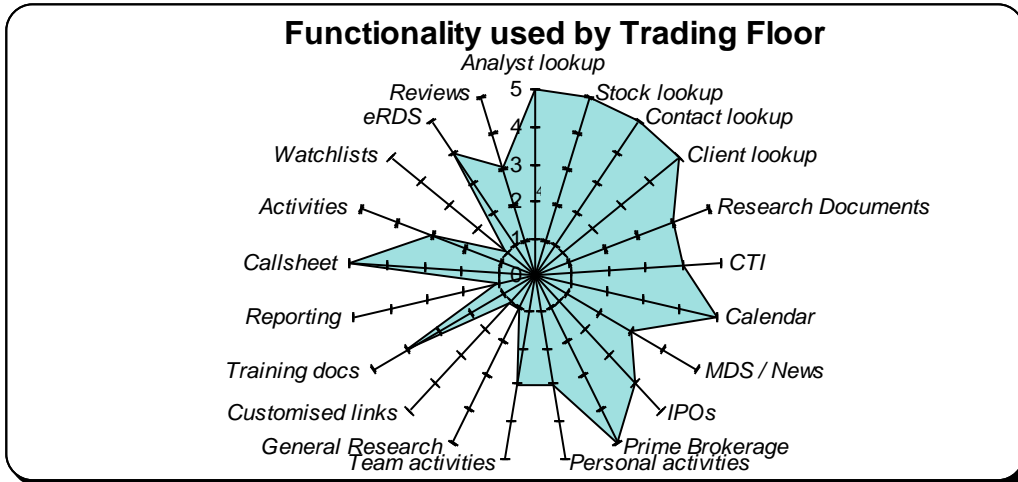 Functionality used by Trading Floor
Analyst lookup
Stock lookup
Contact lookup
Client lookup
Research Documents
CTI
Calendar
MDS / News
IPOs
Prime Brokerage
Personal activities
Team activities
General Research
Customised links
Training docs
Reporting
Callsheet
Activities
Watchlists
eRDS
Reviews
5
4
3
2
4
1
0